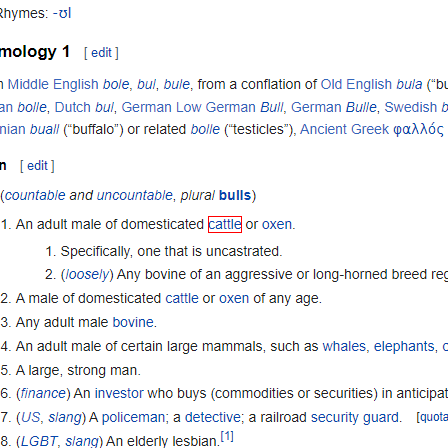 Rhymes: -ʊl
mology 1 [ edit ]
Middle English bole, bul, bule, from a conflation of Old English bula (“bu
an bolle, Dutch bul, German Low German Bull, German Bulle, Swedish b
nian buall (“buffalo”) or related bolle (“testicles”), Ancient Greek φαλλός
n [ edit ]
(countable and uncountable, plural bulls)
1. An adult male of domesticated cattle or oxen.
1. Specifically, one that is uncastrated.
2. (loosely) Any bovine of an aggressive or long-horned breed reg
2. A male of domesticated cattle or oxen of any age.
3. Any adult male bovine.
4. An adult male of certain large mammals, such as whales, elephants, c
5. A large, strong man.
6. (finance) An investor who buys (commodities or securities) in anticipat
7. (US, slang) A policeman; a detective; a railroad security guard. [quota
8. (LGBT, slang) An elderly lesbian.[1]